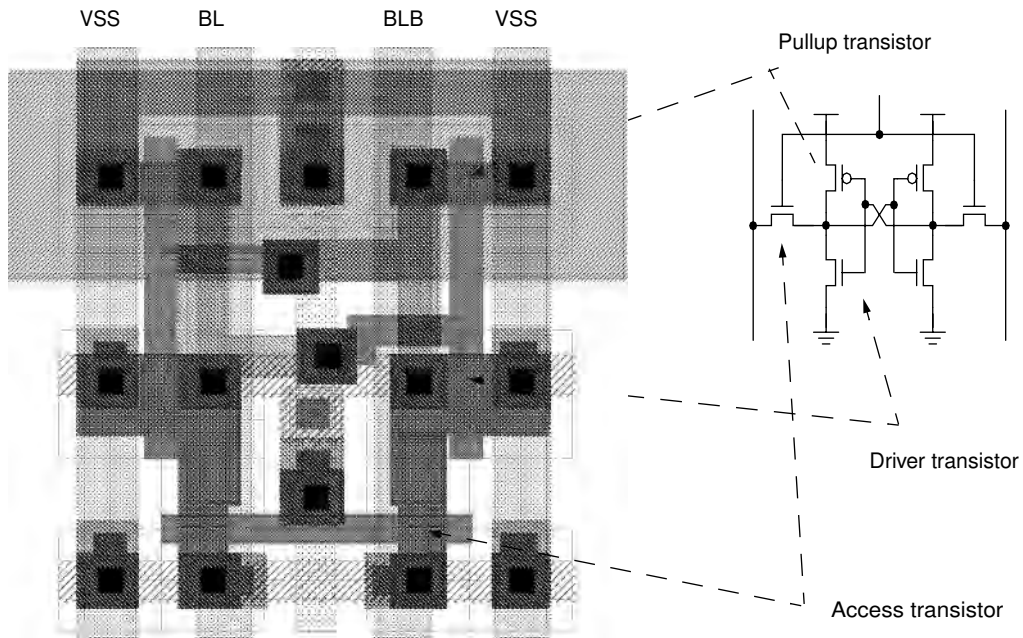 VSS BL BLB VSS
Pullup transistor
Driver transistor
Access transistor